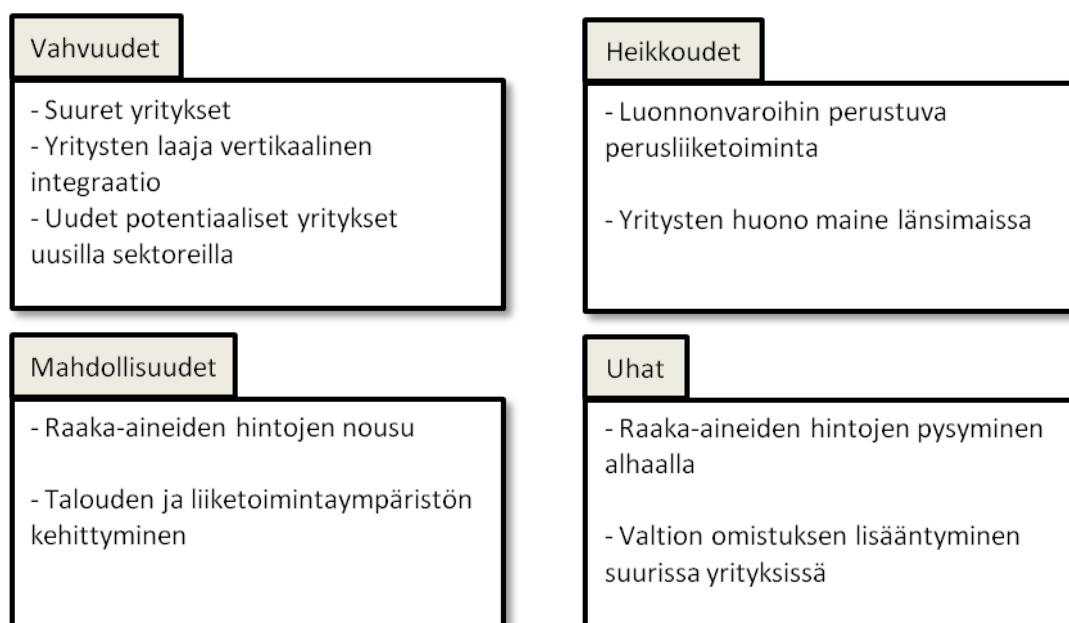 Vahvuudet
- Suuret yritykset
- Yritysten laaja vertikaalinen
integraatio
- Uudet potentiaaliset yritykset
uusilla sektoreilla
Heikkoudet
- Luonnonvaroihin perustuva
perusliiketoiminta
- Yritysten huono maine länsimaissa
Mahdollisuudet
- Raaka-aineiden hintojen nousu
- Talouden ja liiketoimintaympäristön
kehittyminen
Uhat
- Raaka-aineiden hintojen pysyminen
alhaalla
- Valtion omistuksen lisääntyminen
suurissa yrityksissä